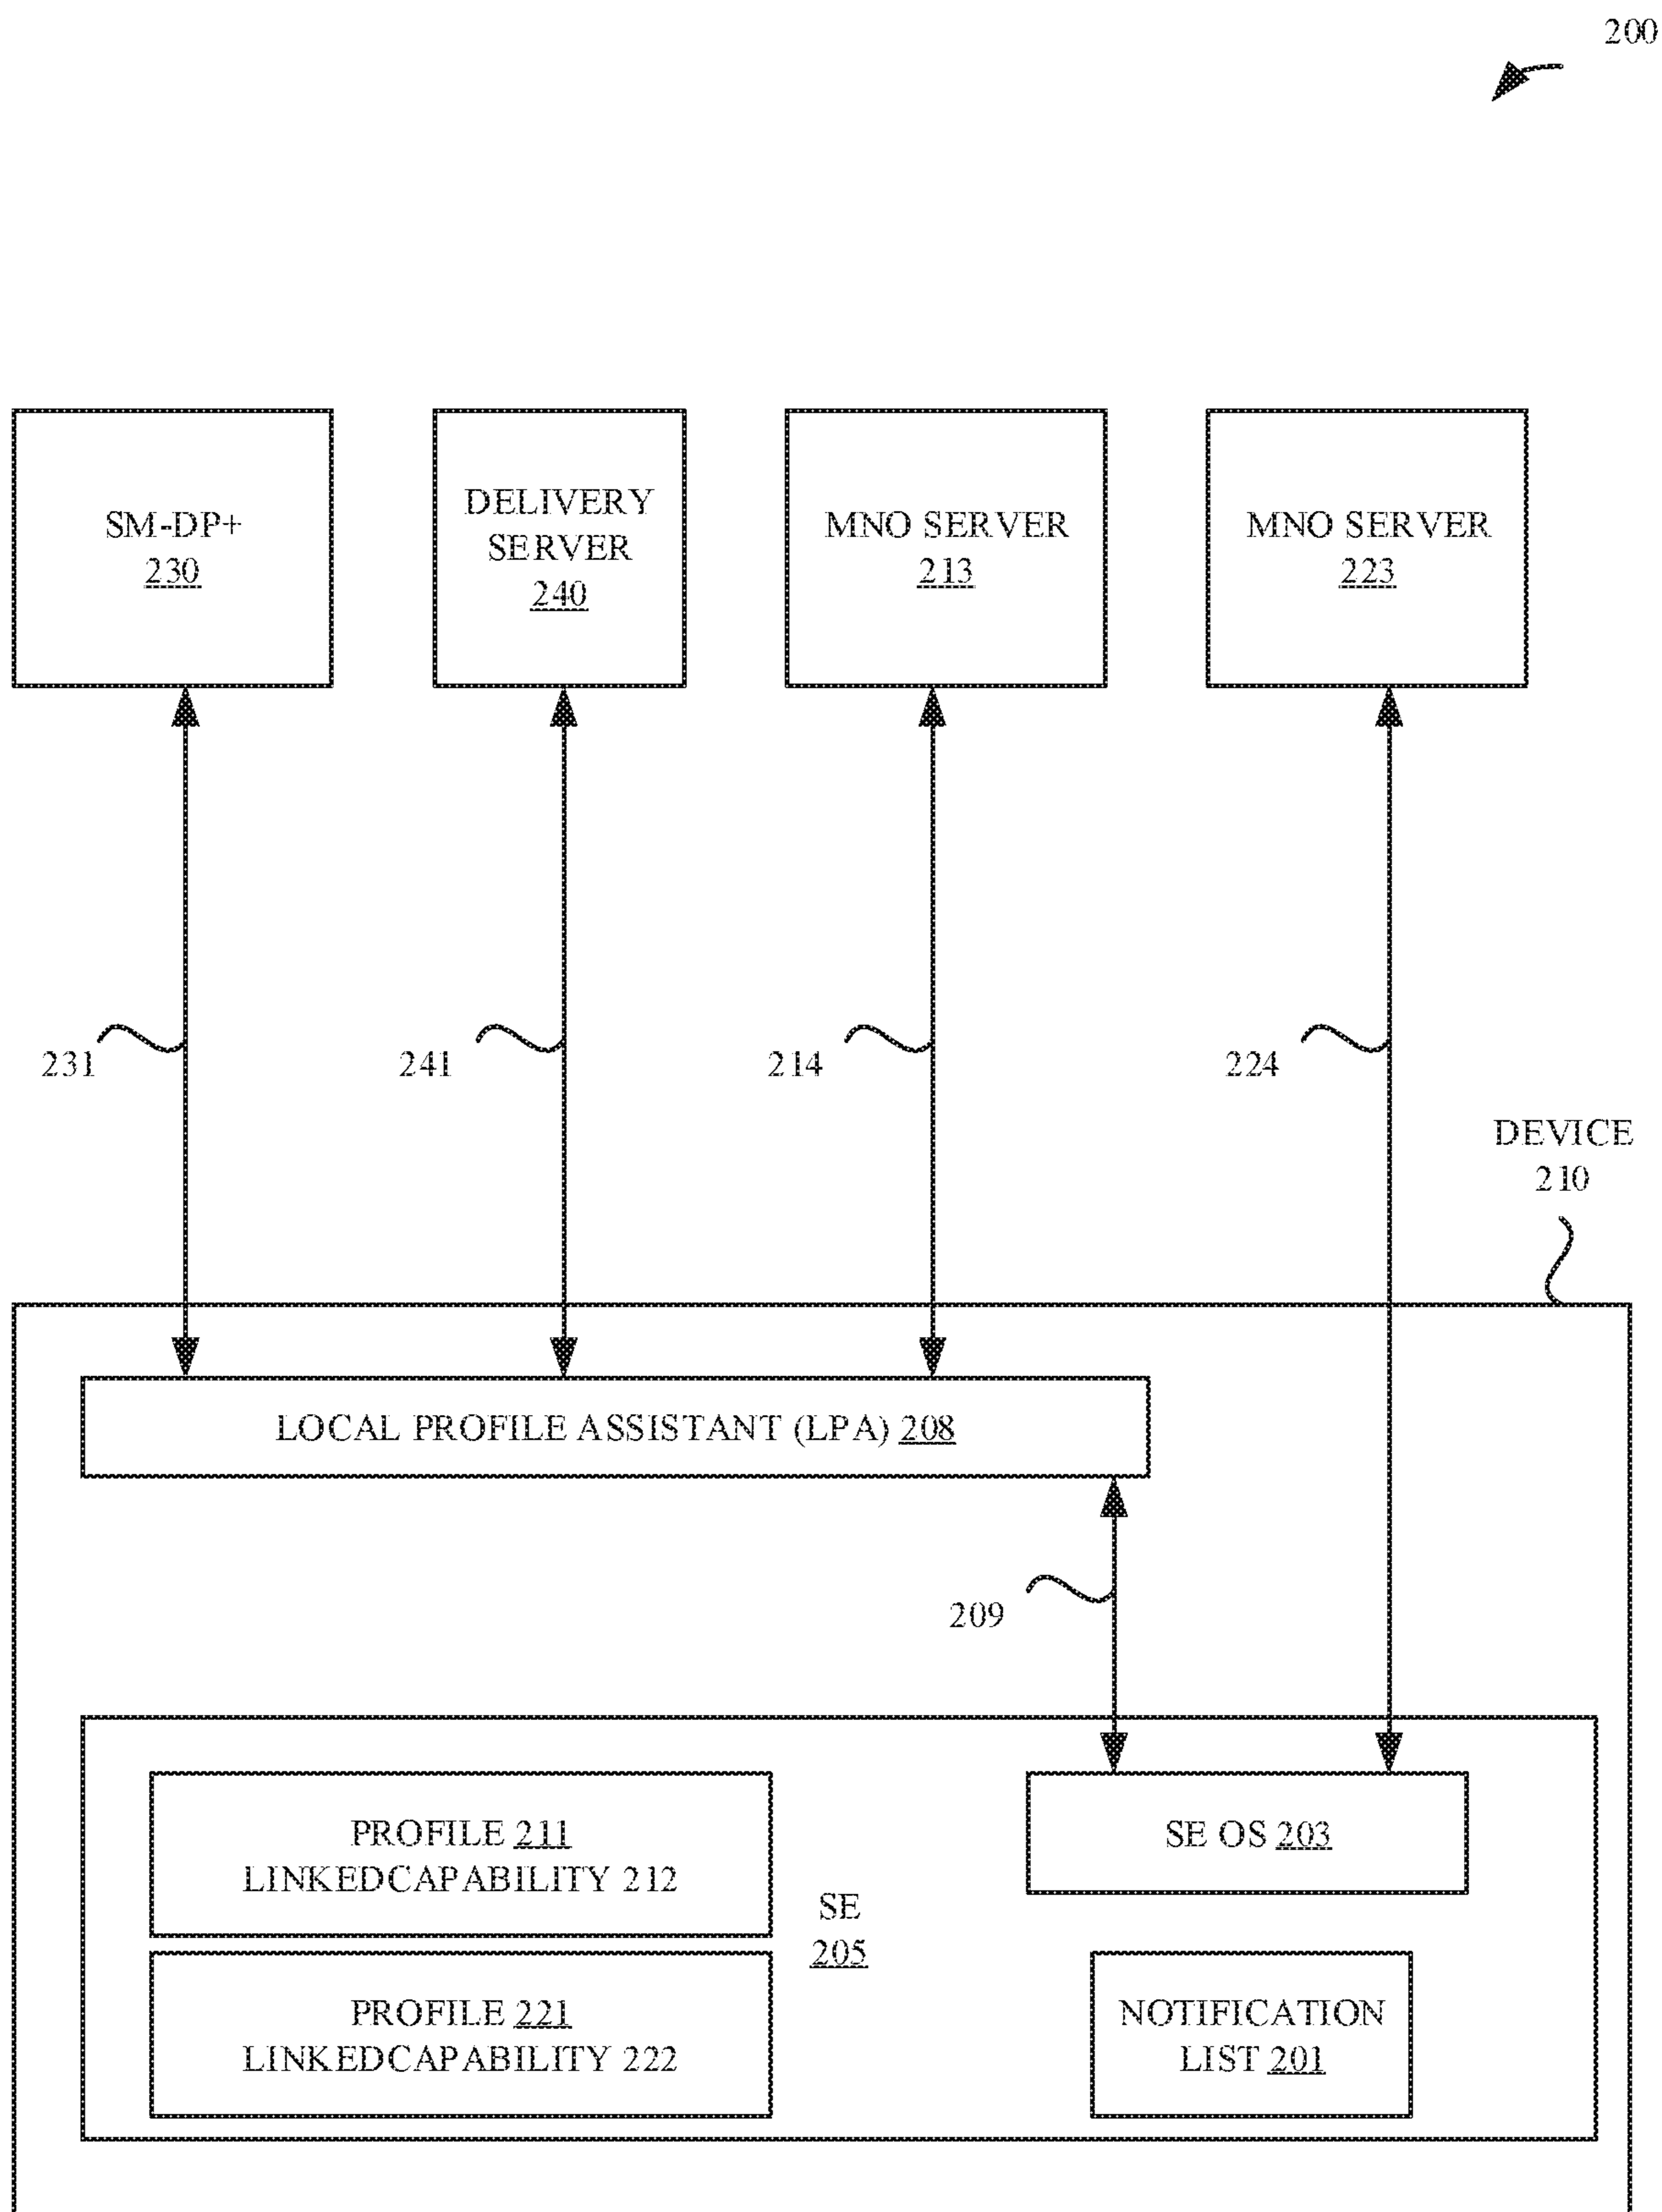 200
SM-DP+
230
DELIVERY
SERVER
240
MNO SERVER
213
MNO SERVER
223
231
241
214
224
DEVICE
210
LOCAL PROFILE ASSISTANT (LPA) 208
209
PROFILE 211
LINKEDCAPABILITY 212
SE OS 203
SE
205
PROFILE 221
LINKEDCAPABILITY 222
NOTIFICATION
LIST 201